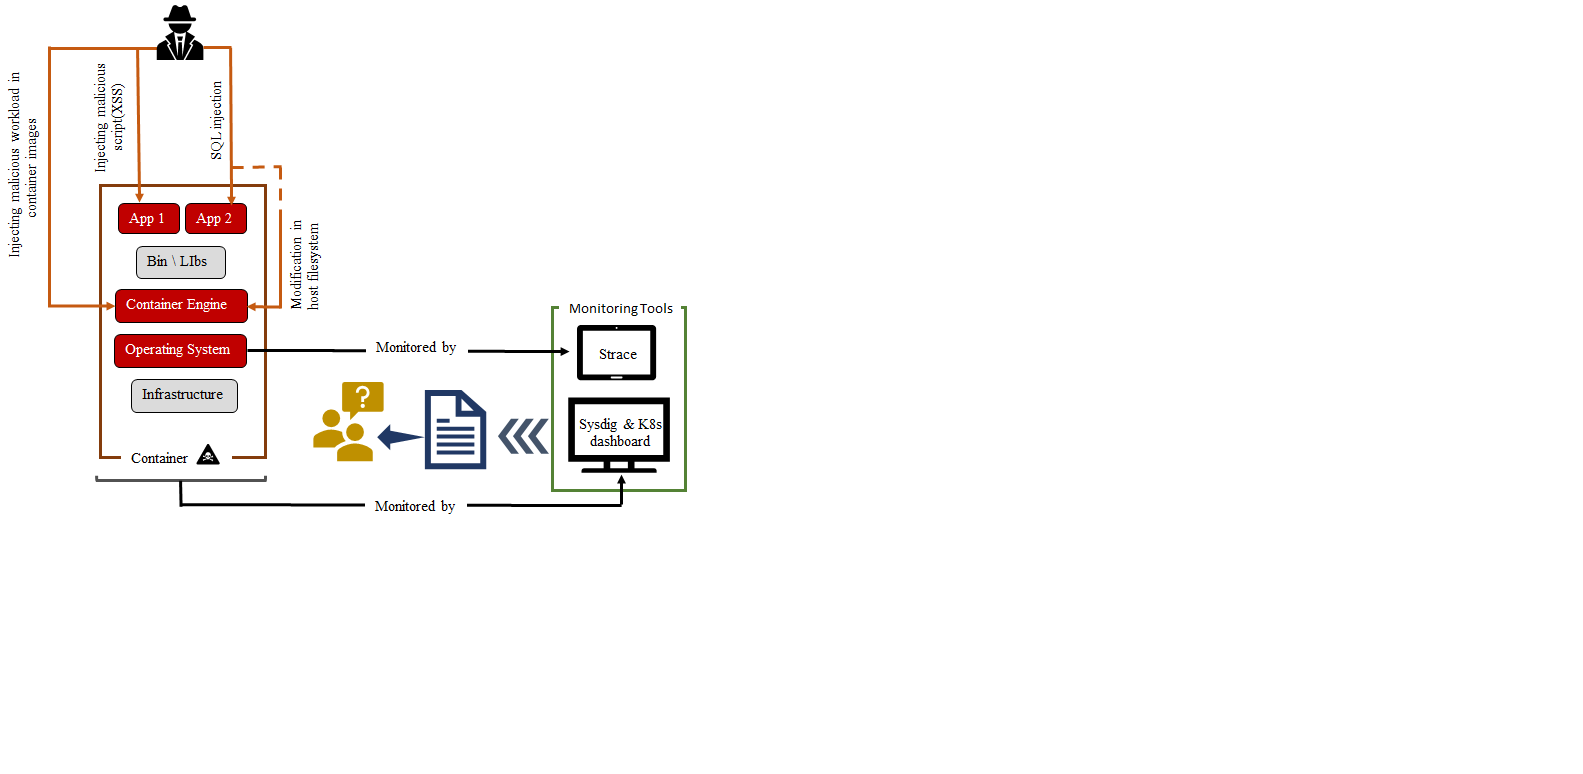 Injecting malicious workload in
container images
Injecting malicious
script(XSS)
SQL injection
App 1
App 2
Bin \ LIbs
Modification in
host filesystem
Container Engine
Operating System
Infrastructure
Container
Monitored by
Monitoring Tools
Strace
?
Sysdig & K8s
dashboard
Monitored by